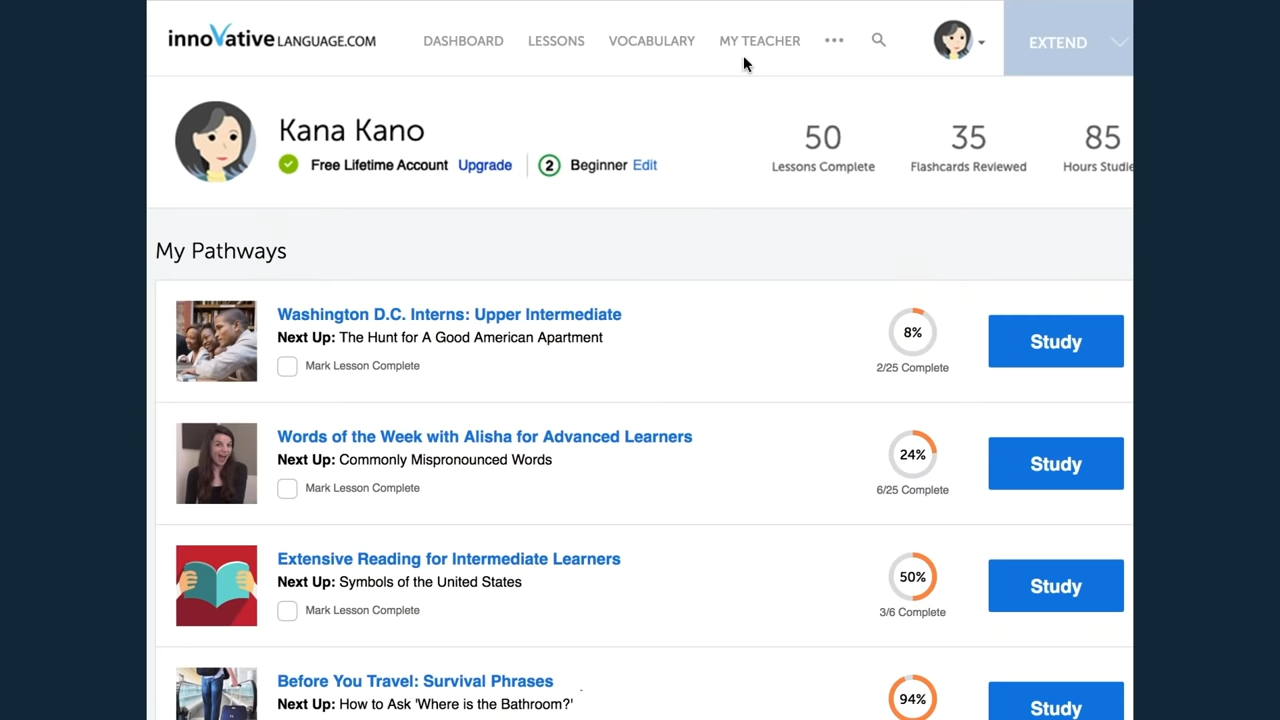 innoVative LANGUAGE.COM
DASHBOARD LESSONS VOCABULARY MY TEACHER ••• EXTEND
Kana Kano
Free Lifetime Account Upgrade 2 Beginner Edit
50 35 85
Lessons Complete Flashcards Reviewed Hours Studie
My Pathways
Washington D.C. Interns: Upper Intermediate
Next Up: The Hunt for A Good American Apartment
Mark Lesson Complete
8%
2/25 Complete
Study
Words of the Week with Alisha for Advanced Learners
Next Up: Commonly Mispronounced Words
Mark Lesson Complete
24%
6/25 Complete
Study
Extensive Reading for Intermediate Learners
Next Up: Symbols of the United States
Mark Lesson Complete
50%
3/6 Complete
Study
Before You Travel: Survival Phrases
Next Up: How to Ask 'Where is the Bathroom?'
94%
Study